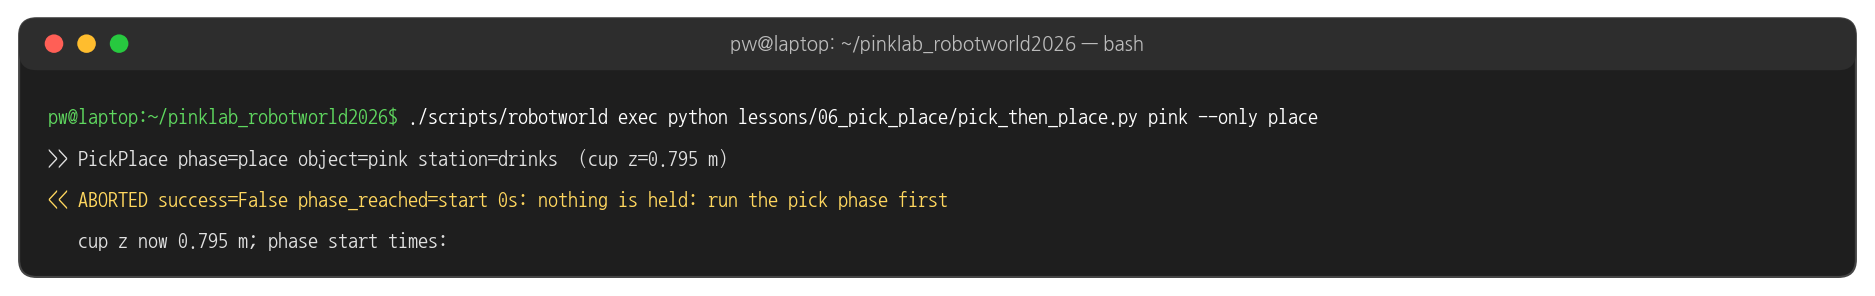 pw@laptop: ~/pinklab_robotworld2026 — bash
pw@laptop:~/pinklab_robotworld2026$ ./scripts/robotworld exec python lessons/06_pick_place/pick_then_place.py pink --only place
>> PickPlace phase=place object=pink station=drinks  (cup z=0.795 m)
<< ABORTED success=False phase_reached=start 0s: nothing is held: run the pick phase first
   cup z now 0.795 m; phase start times: